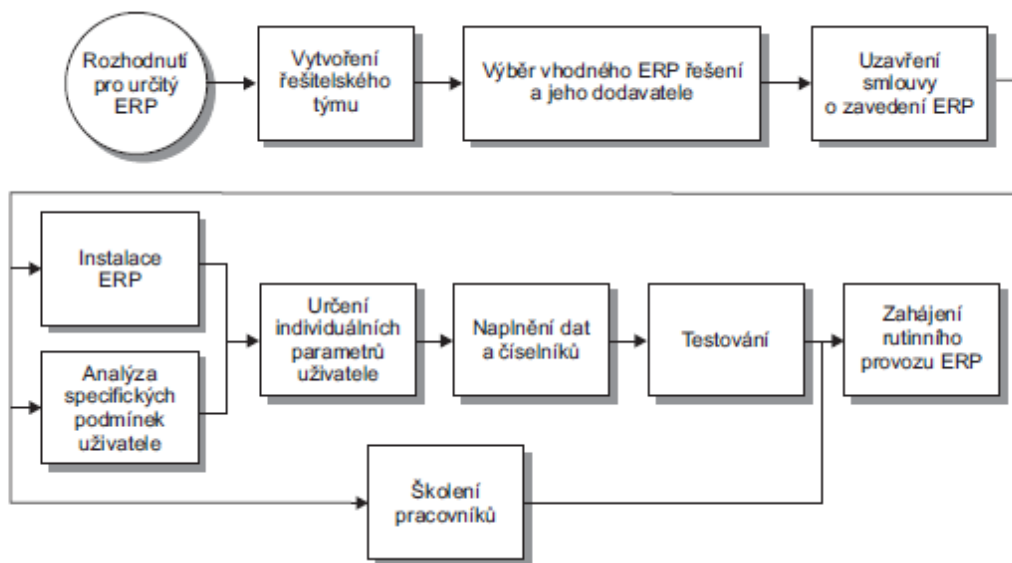 Rozhodnutí
pro určitý
ERP
Vytvoření
řešitelského
týmu
Výběr vhodného ERP řešení
a jeho dodavatele
Uzavření
smlouvy
o zavedení ERP
Instalace
ERP
Analýza
specifických
podmínek
uživatele
Určení
individuálních
parametrů
uživatele
Naplnění dat
a číselníků
Testování
Zahájení
rutinního
provozu ERP
Školení
pracovníků